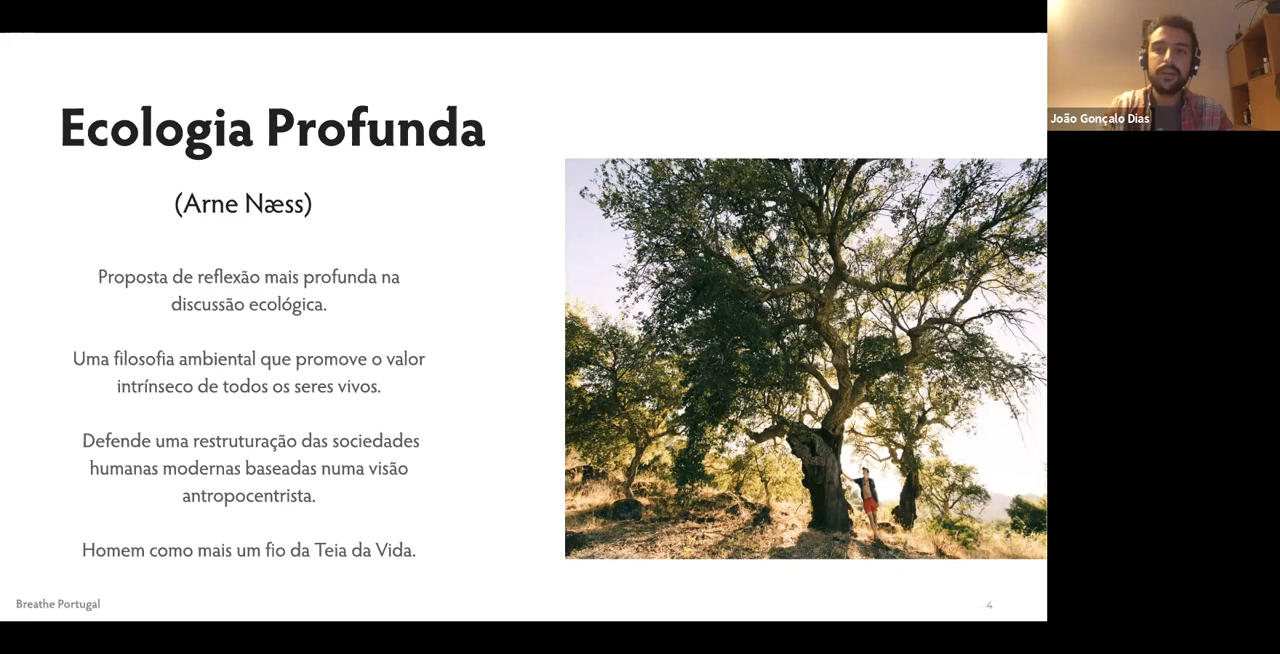 Ecologia Profunda
(Arne Næss)
Proposta de reflexão mais profunda na
discussão ecológica.
Uma filosofia ambiental que promove o valor
intrínseco de todos os seres vivos.
Defende uma restruturação das sociedades
humanas modernas baseadas numa visão
antropocentrista.
Homem como mais um fio da Teia da Vida.
Breathe Portugal
4
João Gonçalo Dias